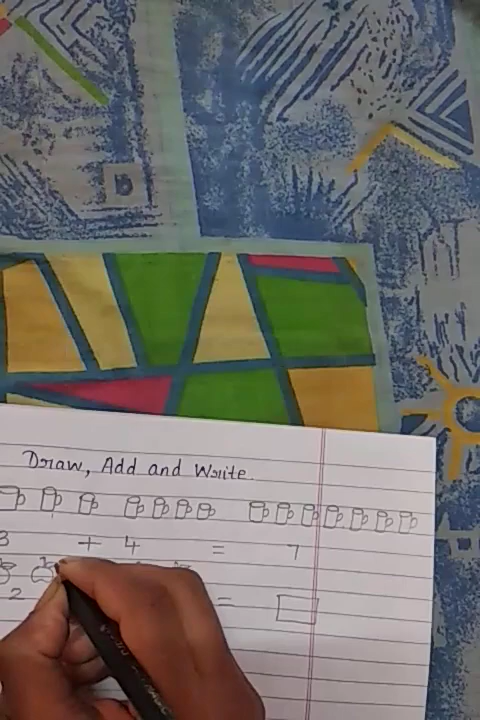 Draw, Add and Write.
3 + 4 = 7
2 =